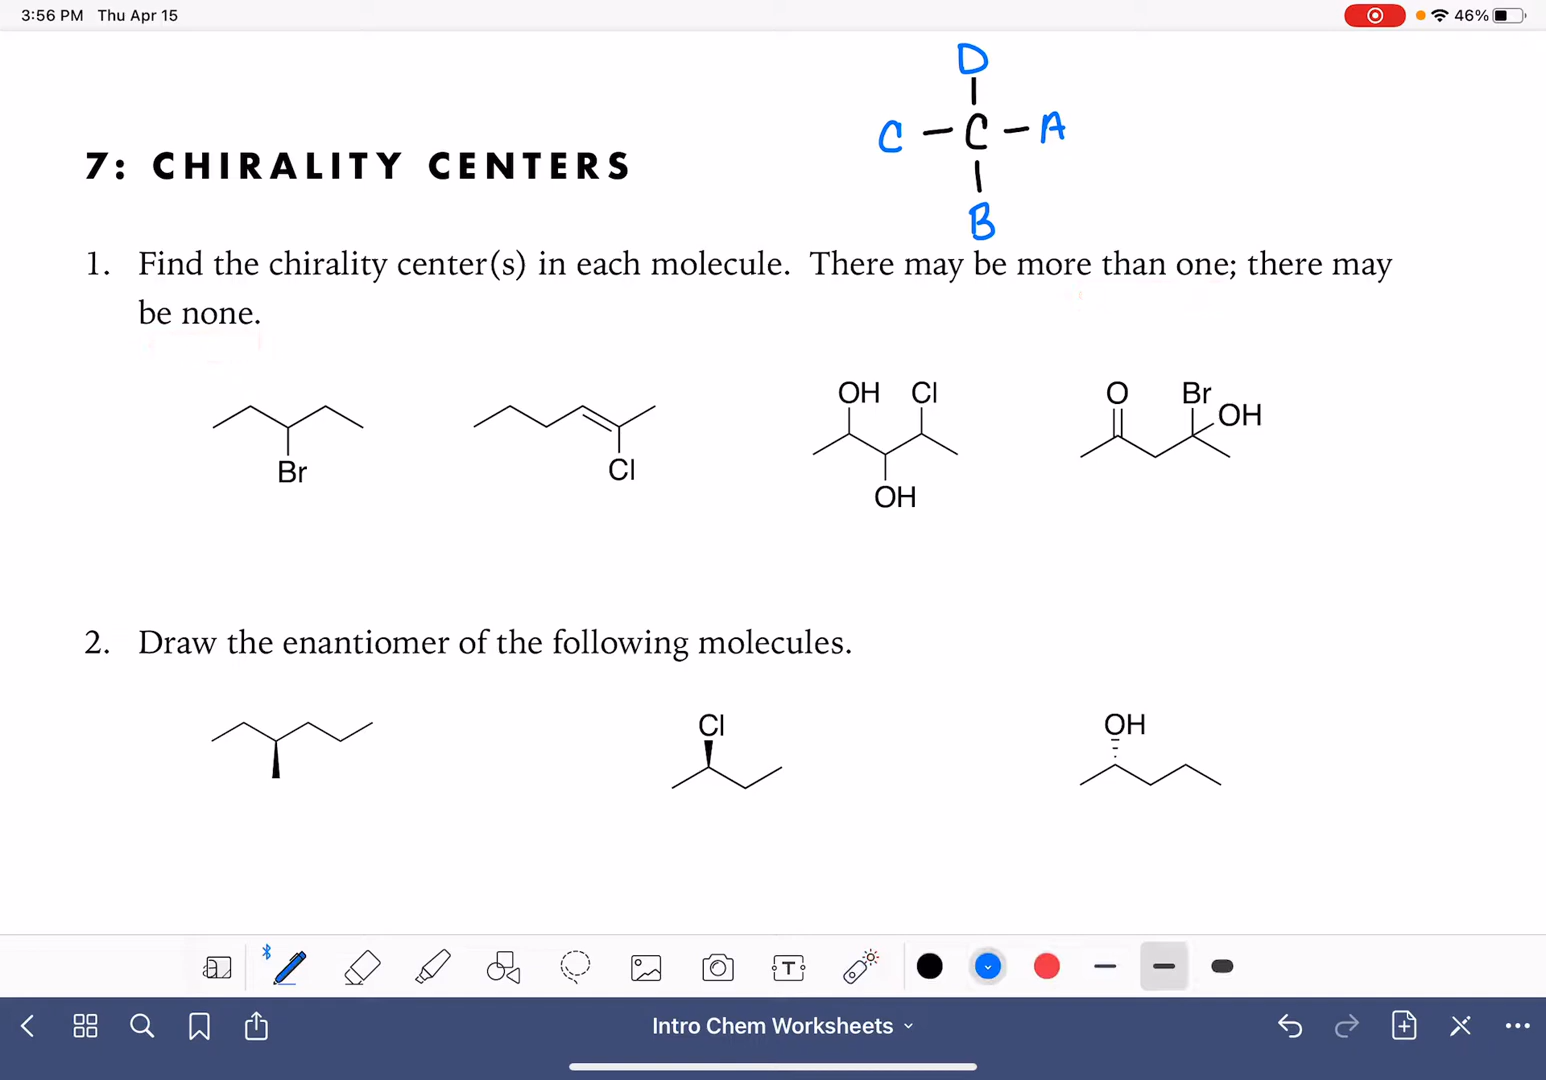 3:56 PM Thu Apr 15
46%
D
C – C – A
B
7: CHIRALITY CENTERS
1. Find the chirality center(s) in each molecule. There may be more than one; there may
be none.
Br
Cl
OH Cl
OH
O Br
OH
2. Draw the enantiomer of the following molecules.
Cl
OH
a
T
Intro Chem Worksheets